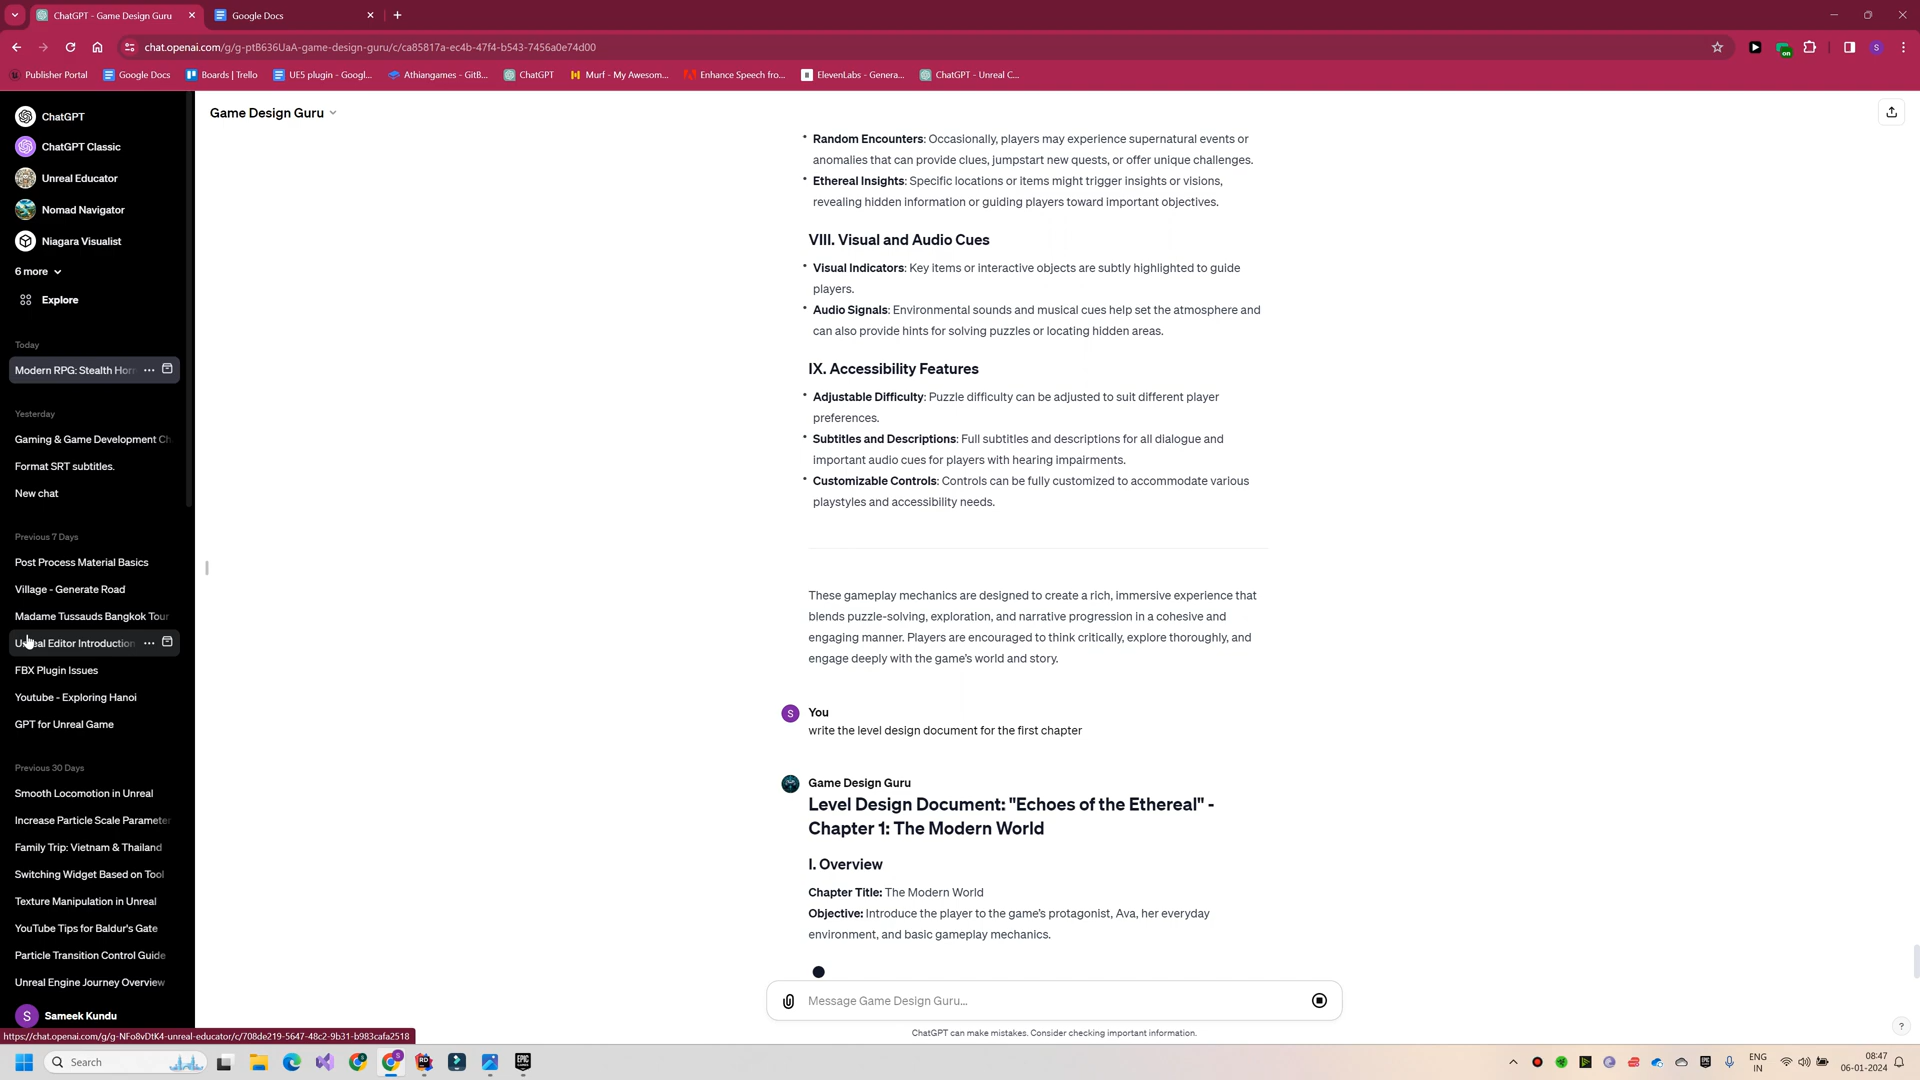 ChatGPT - Game Design Guru
Google Docs
chat.openai.com/g/g-ptB636UaA-game-design-guru/c/ca85817a-ec4b-47f4-b543-7456a0e74d00
Publisher Portal
Google Docs
Boards | Trello
UE5 plugin - Googl...
Athiangames - GitB...
ChatGPT
Murf - My Awesom...
Enhance Speech fro...
ElevenLabs - Genera...
ChatGPT - Unreal C...
ChatGPT
ChatGPT Classic
Unreal Educator
Nomad Navigator
Niagara Visualist
6 more
Explore
Today
Modern RPG: Stealth Horr
Yesterday
Gaming & Game Development Ch
Format SRT subtitles.
New chat
Previous 7 Days
Post Process Material Basics
Village - Generate Road
Madame Tussauds Bangkok Tour
Unreal Editor Introduction
FBX Plugin Issues
Youtube - Exploring Hanoi
GPT for Unreal Game
Previous 30 Days
Smooth Locomotion in Unreal
Increase Particle Scale Parameter
Family Trip: Vietnam & Thailand
Switching Widget Based on Tool
Texture Manipulation in Unreal
YouTube Tips for Baldur's Gate
Particle Transition Control Guide
Unreal Engine Journey Overview
S Sameek Kundu
https://chat.openai.com/g/g-NFo8vDtK4-unreal-educator/c/708de219-5647-48c2-9b31-b983cafa2518
Game Design Guru
• Random Encounters: Occasionally, players may experience supernatural events or
anomalies that can provide clues, jumpstart new quests, or offer unique challenges.
• Ethereal Insights: Specific locations or items might trigger insights or visions,
revealing hidden information or guiding players toward important objectives.
VIII. Visual and Audio Cues
• Visual Indicators: Key items or interactive objects are subtly highlighted to guide
players.
• Audio Signals: Environmental sounds and musical cues help set the atmosphere and
can also provide hints for solving puzzles or locating hidden areas.
IX. Accessibility Features
• Adjustable Difficulty: Puzzle difficulty can be adjusted to suit different player
preferences.
• Subtitles and Descriptions: Full subtitles and descriptions for all dialogue and
important audio cues for players with hearing impairments.
• Customizable Controls: Controls can be fully customized to accommodate various
playstyles and accessibility needs.
These gameplay mechanics are designed to create a rich, immersive experience that
blends puzzle-solving, exploration, and narrative progression in a cohesive and
engaging manner. Players are encouraged to think critically, explore thoroughly, and
engage deeply with the game's world and story.
S You
write the level design document for the first chapter
Game Design Guru
Level Design Document: "Echoes of the Ethereal" -
Chapter 1: The Modern World
I. Overview
Chapter Title: The Modern World
Objective: Introduce the player to the game's protagonist, Ava, her everyday
environment, and basic gameplay mechanics.
Message Game Design Guru...
ChatGPT can make mistakes. Consider checking important information.
?
Search
ENG
IN
08:47
06-01-2024